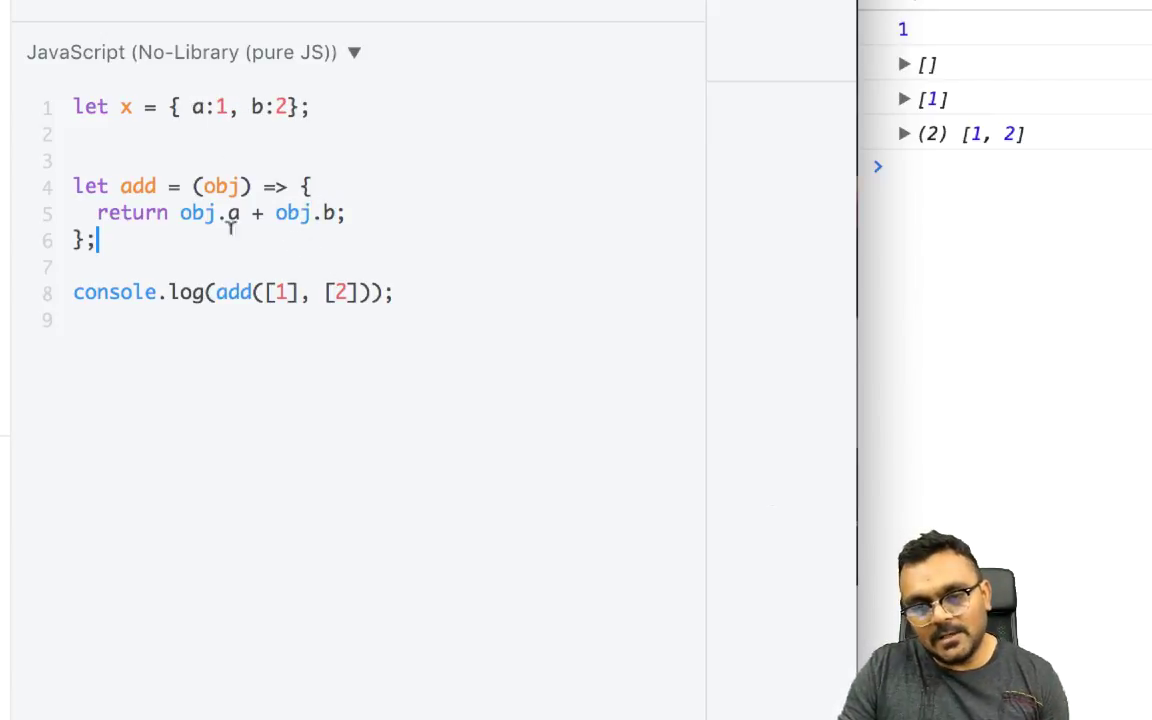 JavaScript (No-Library (pure JS)) ▼
1 let x = { a:1, b:2};
2
3
4 let add = (obj) => {
5 return obj.a + obj.b;
6 };
7
8 console.log(add([1], [2]));
9
1
▶ []
▶ [1]
▶ (2) [1, 2]
>